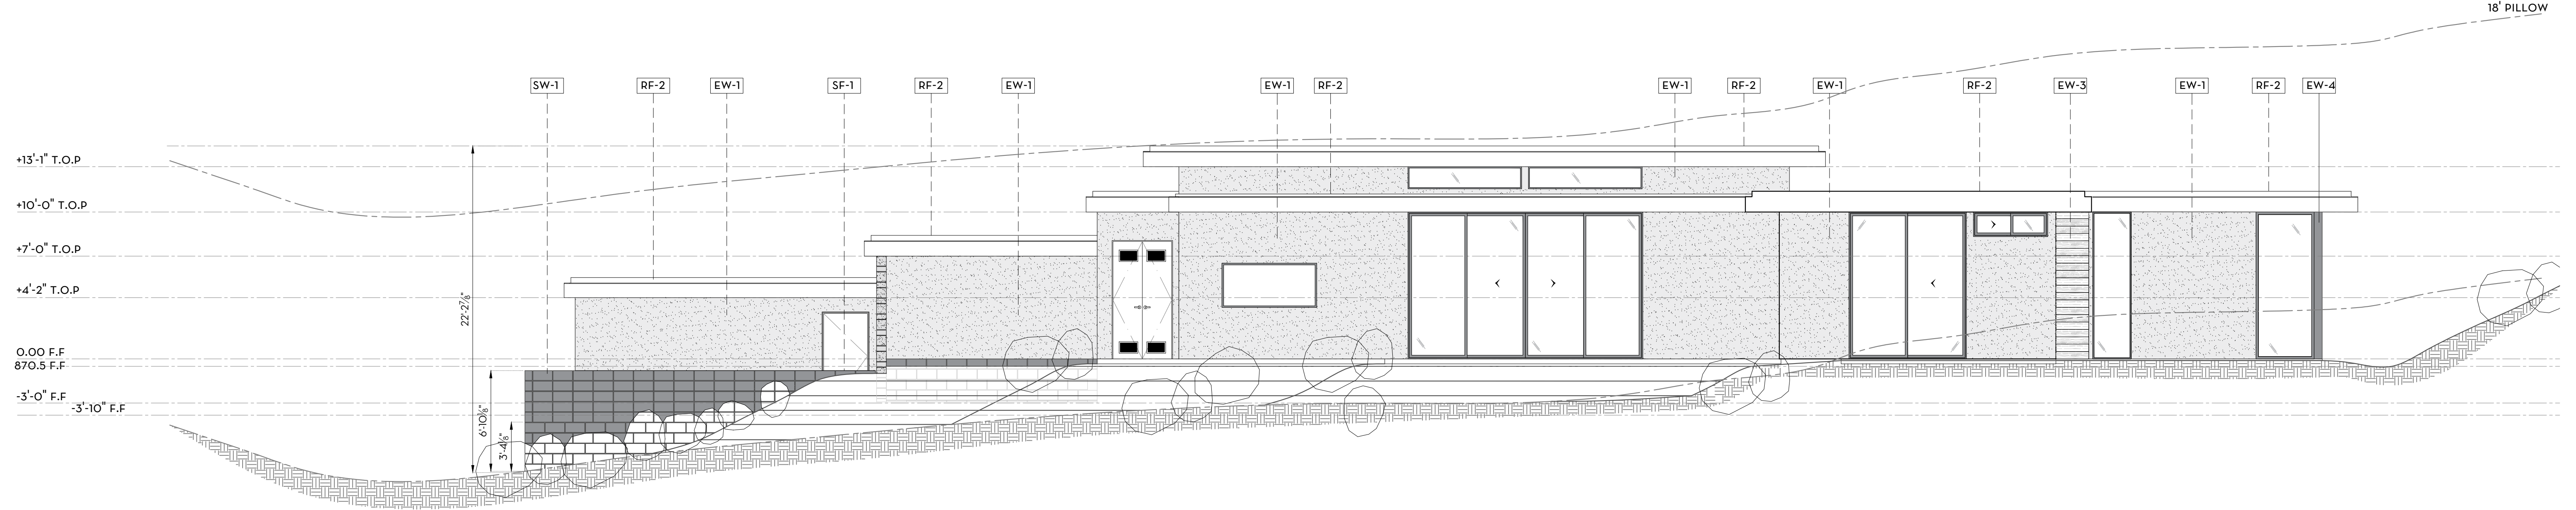 18' PILLOW
SW-1
RF-2
EW-1
SF-1
RF-2
EW-1
EW-1
RF-2
EW-1
RF-2
EW-1
RF-2
EW-3
EW-1
RF-2
EW-4
+13'-1" T.O.P
+10'-0" T.O.P
+7'-0" T.O.P
+4'-2" T.O.P
22'-2⅞"
0.00 F.F
870.5 F.F
-3'-0" F.F
-3'-10" F.F
6'-10⅛"
3'-4⅛"